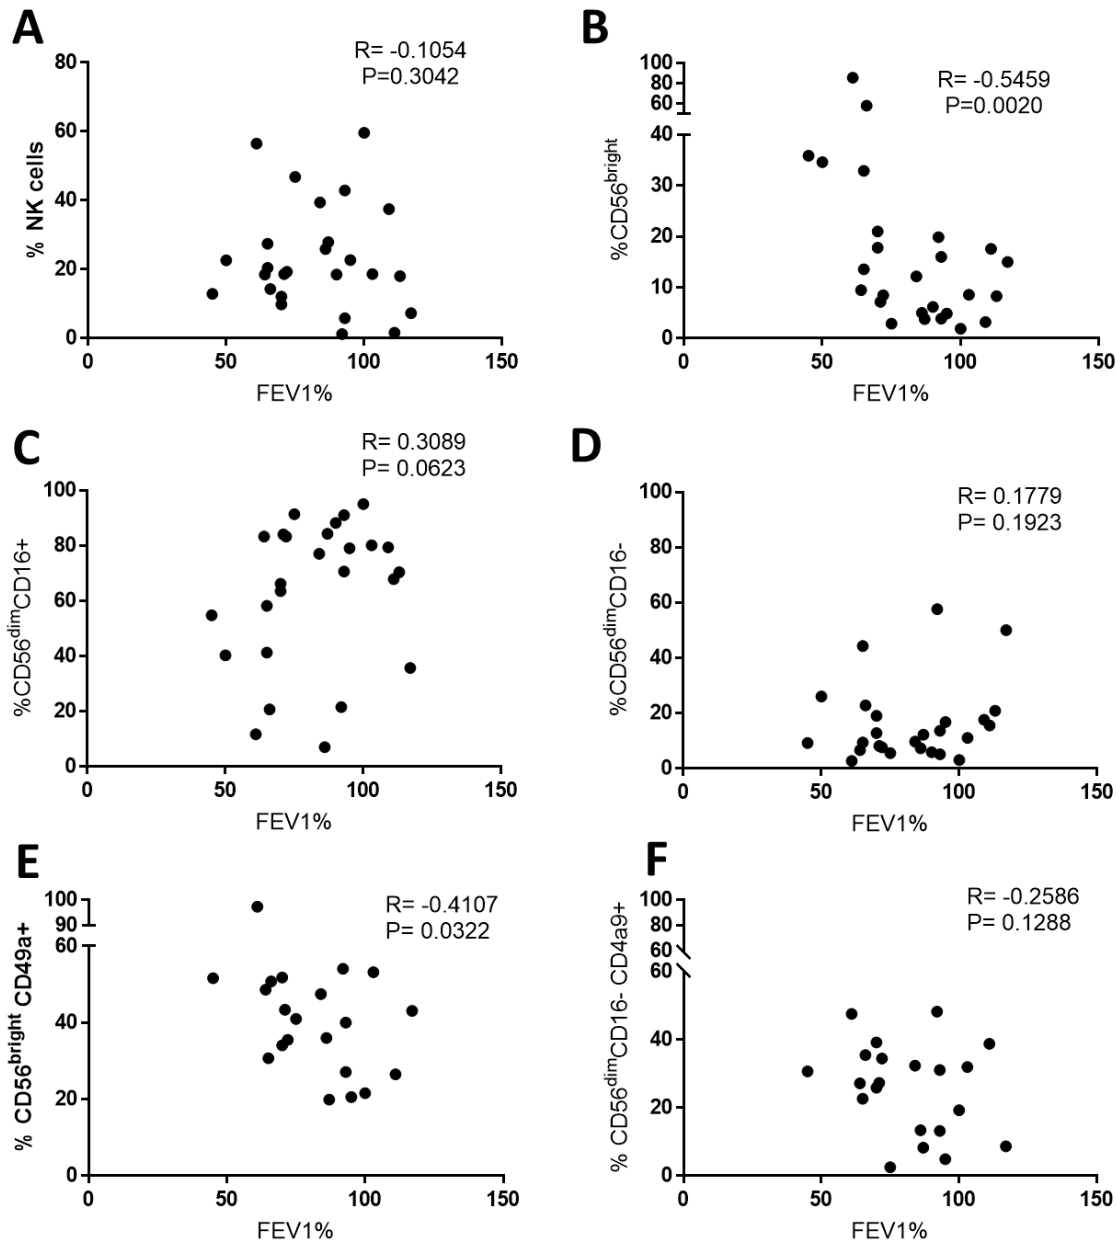 A
R= -0.1054
P=0.3042
80
60
40
20
0
% NK cells
0 50 100 150
FEV1%
B
R= -0.5459
P=0.0020
100
80
60
40
30
20
10
0
%CD56bright
0 50 100 150
FEV1%
C
R= 0.3089
P= 0.0623
100
80
60
40
20
0
%CD56dimCD16+
0 50 100 150
FEV1%
D
R= 0.1779
P= 0.1923
100
80
60
40
20
0
%CD56dimCD16-
0 50 100 150
FEV1%
E
R= -0.4107
P= 0.0322
100
90
60
40
20
0
% CD56bright CD49a+
0 50 100 150
FEV1%
F
R= -0.2586
P= 0.1288
100
80
60
60
40
20
0
% CD56dimCD16- CD4a9+
0 50 100 150
FEV1%